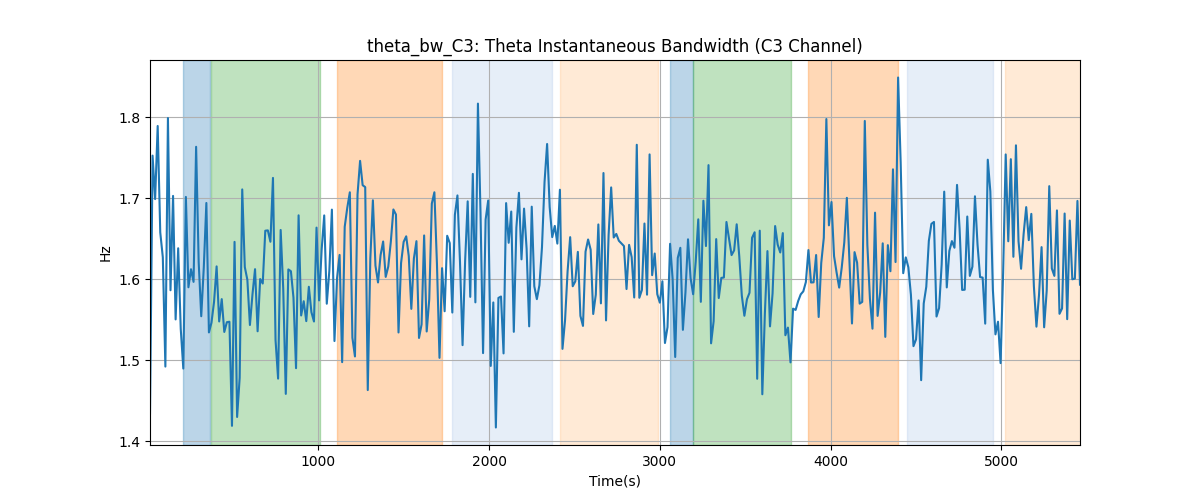 theta_bw_C3: Theta Instantaneous Bandwidth (C3 Channel)
Hz
1.8
1.7
1.6
1.5
1.4
1000 2000 3000 4000 5000
Time(s)